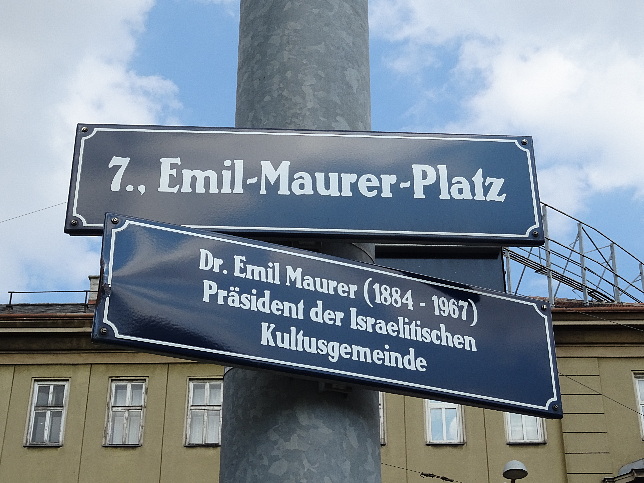 7., Emil-Maurer-Platz
Dr. Emil Maurer (1884 - 1967)
Präsident der Israelitischen
Kultusgemeinde